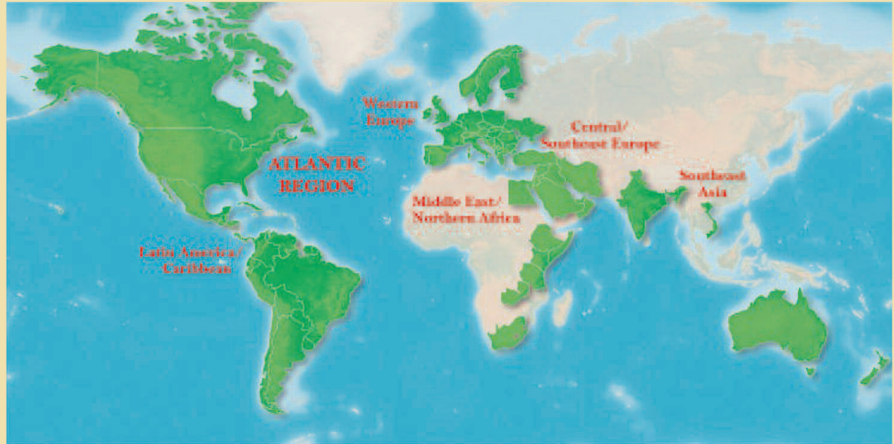 Western
Europe
Central/
Southeast Europe
ATLANTIC
REGION
Southeast
Asia
Middle East/
Northern Africa
Latin America/
Caribbean